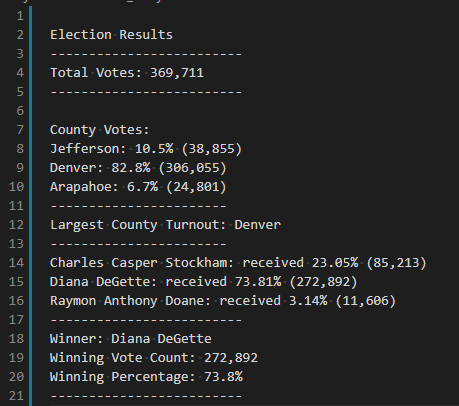 1
2 Election Results
3 -------------------------
4 Total Votes: 369,711
5 -------------------------
6
7 County Votes:
8 Jefferson: 10.5% (38,855)
9 Denver: 82.8% (306,055)
10 Arapahoe: 6.7% (24,801)
11 -----------------------
12 Largest County Turnout: Denver
13 -----------------------
14 Charles Casper Stockham: received 23.05% (85,213)
15 Diana DeGette: received 73.81% (272,892)
16 Raymon Anthony Doane: received 3.14% (11,606)
17 -------------------------
18 Winner: Diana DeGette
19 Winning Vote Count: 272,892
20 Winning Percentage: 73.8%
21 -------------------------